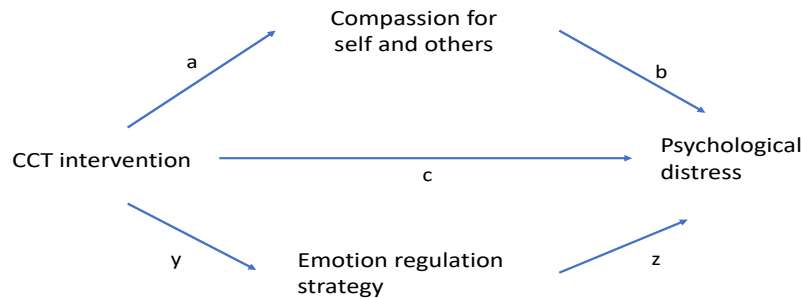 Compassion for
self and others
a
b
CCT intervention
Psychological
distress
c
Emotion regulation
strategy
y
z